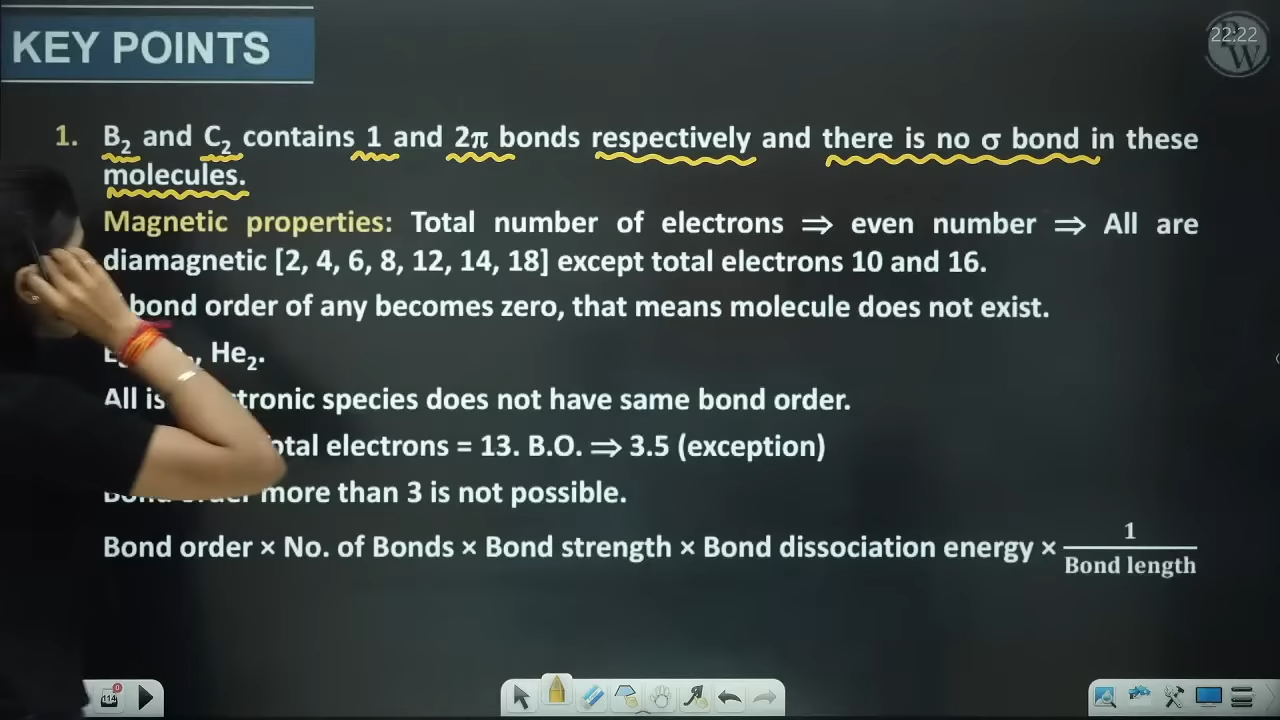 KEY POINTS
22:22
1. B₂ and C₂ contains 1 and 2π bonds respectively and there is no σ bond in these
molecules.
Magnetic properties: Total number of electrons ⇒ even number ⇒ All are
diamagnetic [2, 4, 6, 8, 12, 14, 18] except total electrons 10 and 16.
bond order of any becomes zero, that means molecule does not exist.
, He₂.
All species does not have same bond order.
electrons = 13. B.O. ⇒ 3.5 (exception)
more than 3 is not possible.
Bond order × No. of Bonds × Bond strength × Bond dissociation energy × 1/Bond length
114 0